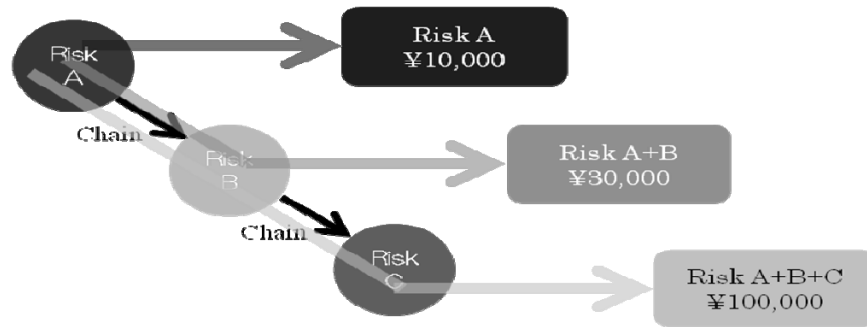 Risk
A
Risk A
¥10,000
Chain
Risk
B
Risk A+B
¥30,000
Chain
Risk
C
Risk A+B+C
¥100,000